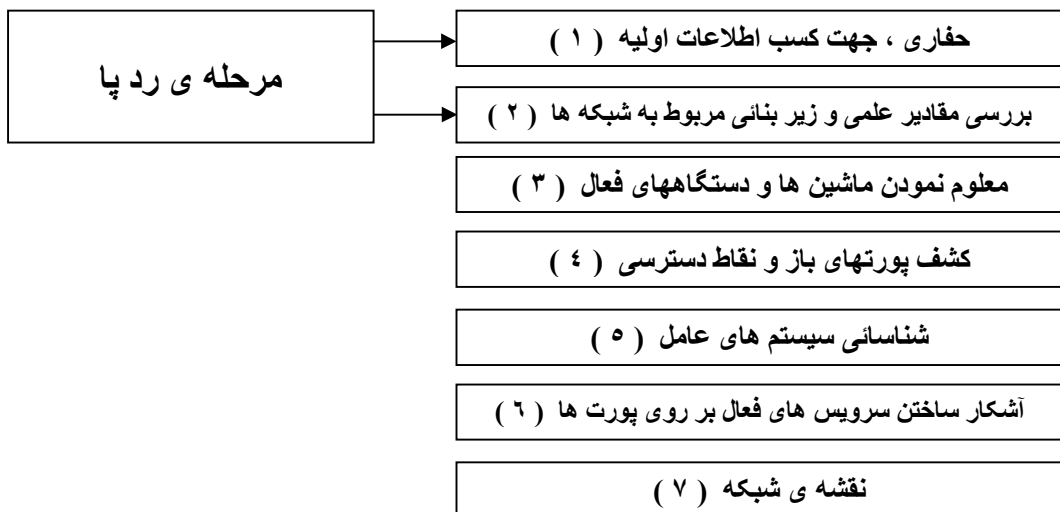 مرحله ی رد پا
حفاری ، جهت کسب اطلاعات اولیه ( ۱ )
بررسی مقادیر علمی و زیر بنائی مربوط به شبکه ها ( ۲ )
معلوم نمودن ماشین ها و دستگاههای فعال ( ۳ )
کشف پورتهای باز و نقاط دسترسی ( ٤ )
شناسائی سیستم های عامل ( ٥ )
آشکار ساختن سرویس های فعال بر روی پورت ها ( ٦ )
نقشه ی شبکه ( ۷ )